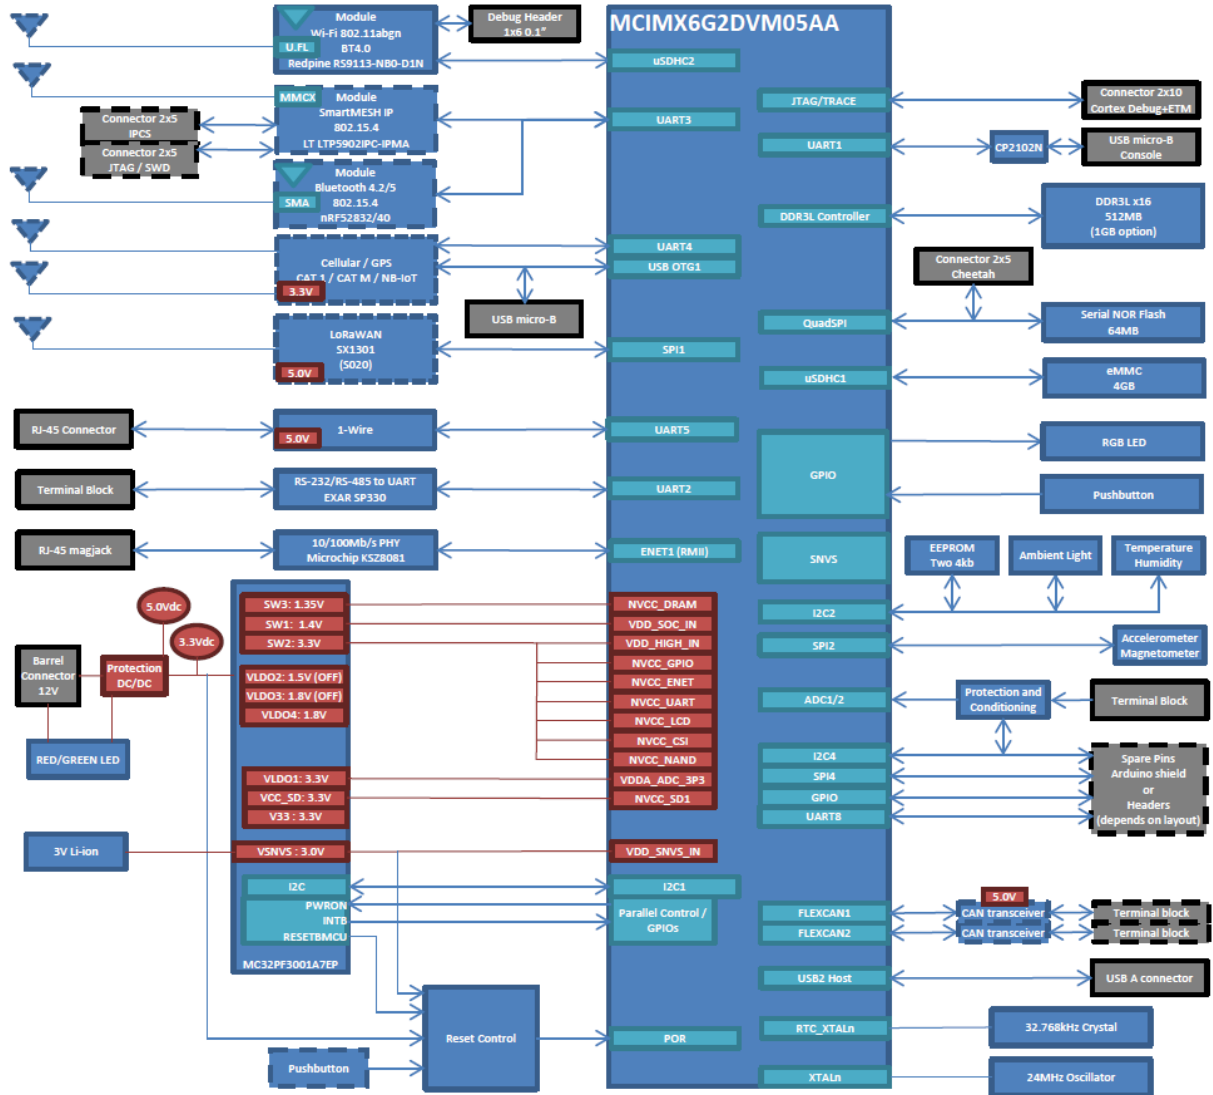 MCIMX6G2DVM05AA
Module
Wi-Fi 802.11abgn
BT4.0
Redpine RS9113-NB0-D1N
U.FL
Debug Header
1x6 0.1"
uSDHC2
MMCX
Module
SmartMESH IP
802.15.4
LT LTP5902IPC-IPMA
Connector 2x5
IPCS
Connector 2x5
JTAG / SWD
UART3
Module
Bluetooth 4.2/5
802.15.4
nRF52832/40
SMA
Cellular / GPS
CAT 1 / CAT M / NB-IoT
3.3V
UART4
USB OTG1
USB micro-B
LoRaWAN
SX1301
(S020)
5.0V
SPI1
RJ-45 Connector
1-Wire
5.0V
UART5
Terminal Block
RS-232/RS-485 to UART
EXAR SP330
UART2
RJ-45 magjack
10/100Mb/s PHY
Microchip KSZ8081
ENET1 (RMII)
JTAG/TRACE
Connector 2x10
Cortex Debug+ETM
UART1
CP2102N
USB micro-B
Console
DDR3L Controller
DDR3L x16
512MB
(1GB option)
Connector 2x5
Cheetah
QuadSPI
Serial NOR Flash
64MB
uSDHC1
eMMC
4GB
GPIO
RGB LED
Pushbutton
SNVS
EEPROM
Two 4kb
Ambient Light
Temperature
Humidity
I2C2
SPI2
Accelerometer
Magnetometer
ADC1/2
Protection and
Conditioning
Terminal Block
I2C4
SPI4
GPIO
UART8
Spare Pins
Arduino shield
or
Headers
(depends on layout)
5.0V
FLEXCAN1
CAN transceiver
Terminal block
FLEXCAN2
CAN transceiver
Terminal block
USB2 Host
USB A connector
RTC_XTALn
32.768kHz Crystal
XTALn
24MHz Oscillator
5.0Vdc
3.3Vdc
Barrel
Connector
12V
Protection
DC/DC
RED/GREEN LED
3V Li-ion
SW3: 1.35V
SW1: 1.4V
SW2: 3.3V
VLDO2: 1.5V (OFF)
VLDO3: 1.8V (OFF)
VLDO4: 1.8V
VLDO1: 3.3V
VCC_SD: 3.3V
V33 : 3.3V
VSNVS : 3.0V
I2C
PWRON
INTB
RESETBMCU
MC32PF3001A7EP
NVCC_DRAM
VDD_SOC_IN
VDD_HIGH_IN
NVCC_GPIO
NVCC_ENET
NVCC_UART
NVCC_LCD
NVCC_CSI
NVCC_NAND
VDDA_ADC_3P3
NVCC_SD1
VDD_SNVS_IN
I2C1
Parallel Control /
GPIOs
Reset Control
Pushbutton
POR